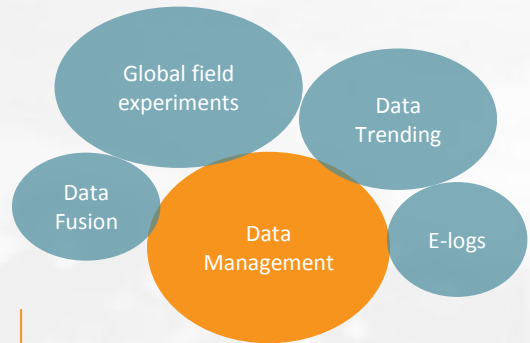 Global field
experiments
Data
Trending
Data
Fusion
Data
Management
E-logs